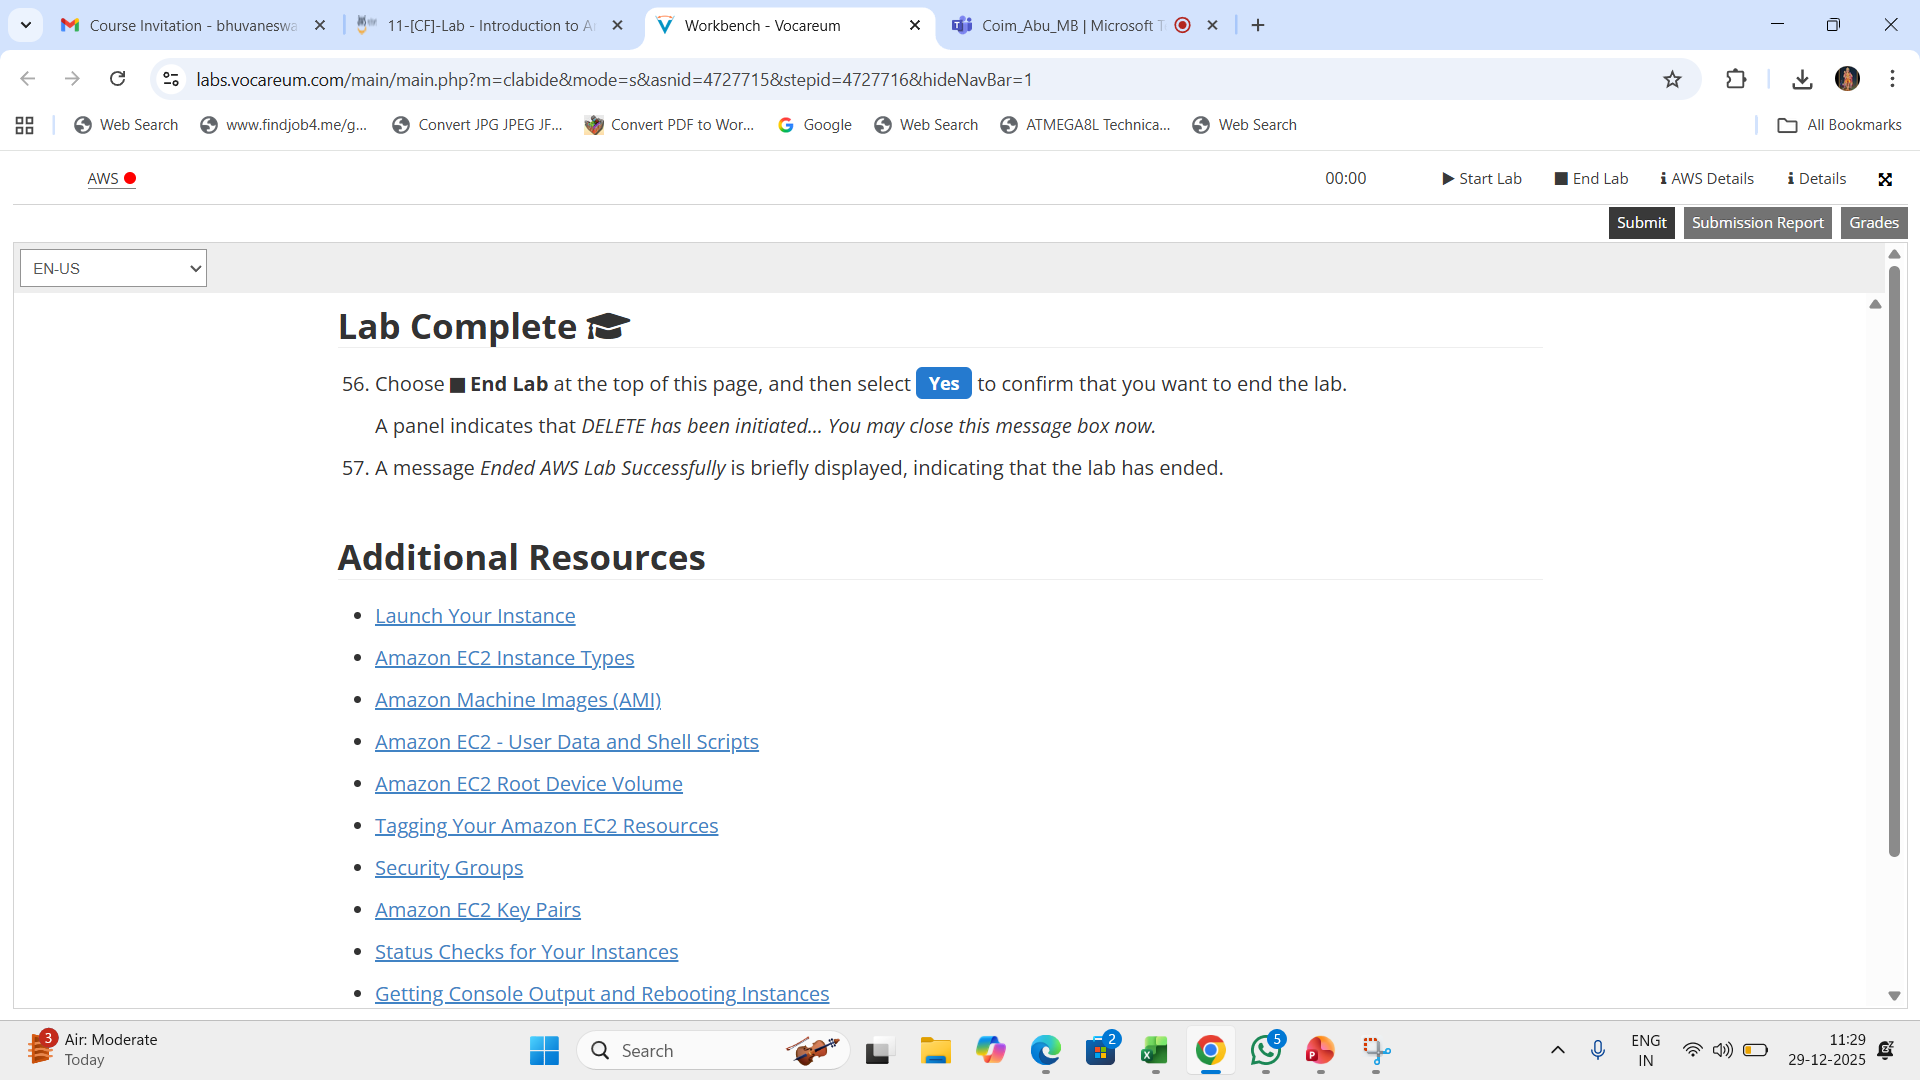 Course Invitation - bhuvaneswa
11-[CF]-Lab - Introduction to A
Workbench - Vocareum
Coim_Abu_MB | Microsoft T
labs.vocareum.com/main/main.php?m=clabide&mode=s&asnid=4727715&stepid=4727716&hideNavBar=1
Web Search
www.findjob4.me/g...
Convert JPG JPEG JF...
Convert PDF to Wor...
Google
Web Search
ATMEGA8L Technica...
Web Search
All Bookmarks
AWS
00:00
Start Lab
End Lab
AWS Details
Details
Submit
Submission Report
Grades
EN-US
Lab Complete
56. Choose ■ End Lab at the top of this page, and then select Yes to confirm that you want to end the lab.
A panel indicates that DELETE has been initiated... You may close this message box now.
57. A message Ended AWS Lab Successfully is briefly displayed, indicating that the lab has ended.
Additional Resources
• Launch Your Instance
• Amazon EC2 Instance Types
• Amazon Machine Images (AMI)
• Amazon EC2 - User Data and Shell Scripts
• Amazon EC2 Root Device Volume
• Tagging Your Amazon EC2 Resources
• Security Groups
• Amazon EC2 Key Pairs
• Status Checks for Your Instances
• Getting Console Output and Rebooting Instances
3
Air: Moderate
Today
Search
2
5
ENG
IN
11:29
29-12-2025